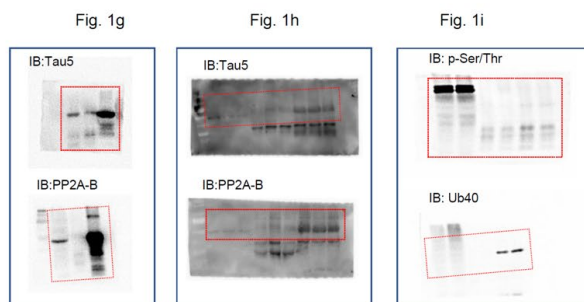 Fig. 1g
Fig. 1h
Fig. 1i
IB:Tau5
IB:PP2A-B
IB:Tau5
IB:PP2A-B
IB: p-Ser/Thr
IB: Ub40